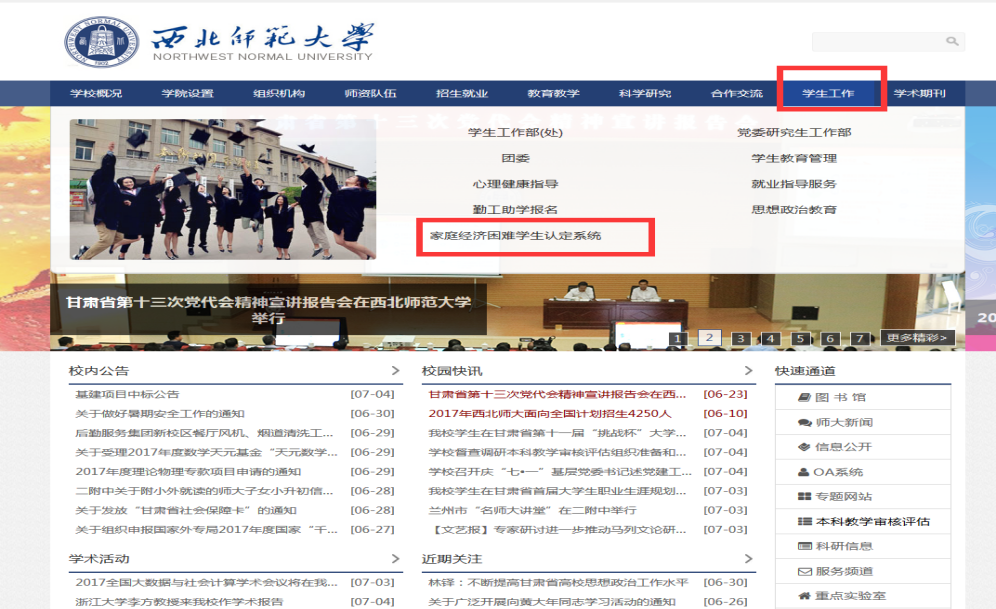 西北师范大学
NORTHWEST NORMAL UNIVERSITY
学校概况 学院设置 组织机构 师资队伍 招生就业 教育教学 科学研究 合作交流 学生工作 学术期刊
学生工作部(处) 党委研究生工作部
团委 学生教育管理
心理健康指导 就业指导服务
勤工助学报名 思想政治教育
家庭经济困难学生认定系统
甘肃省第十三次党代会精神宣讲报告会在西北师范大学
举行
1 2 3 4 5 6 7 更多精彩>
20
校内公告 >
基建项目中标公告 [07-04]
关于做好暑期安全工作的通知 [06-30]
后勤服务集团新校区餐厅风机、烟道清洗工... [06-29]
关于受理2017年度数学天元基金“天元数学... [06-29]
2017年度理论物理专款项目申请的通知 [06-29]
二附中关于附小外就读的师大子女小升初信... [06-28]
关于发放“甘肃省社会保障卡”的通知 [06-28]
关于组织申报国家外专局2017年度国家“千... [06-27]
校园快讯 >
甘肃省第十三次党代会精神宣讲报告会在西... [06-23]
2017年西北师大面向全国计划招生4250人 [06-10]
我校学生在甘肃省第十一届“挑战杯”大学... [07-04]
学校督查调研本科教学审核评估组织准备和... [07-04]
学校召开庆“七•一”基层党委书记述党建工... [07-04]
我校学生在甘肃省首届大学生职业生涯规划... [07-03]
兰州市“名师大讲堂”在二附中举行 [07-03]
【文艺报】专家研讨进一步推动马列文论研... [07-03]
快速通道
图 书 馆
师大新闻
信息公开
OA系统
专题网站
本科教学审核评估
科研信息
服务频道
重点实验室
学术活动 >
2017全国大数据与社会计算学术会议将在我... [07-03]
浙江大学李方教授来我校作学术报告 [07-04]
近期关注 >
林铎：不断提高甘肃省高校思想政治工作水平 [06-30]
关于广泛开展向黄大年同志学习活动的通知 [06-26]